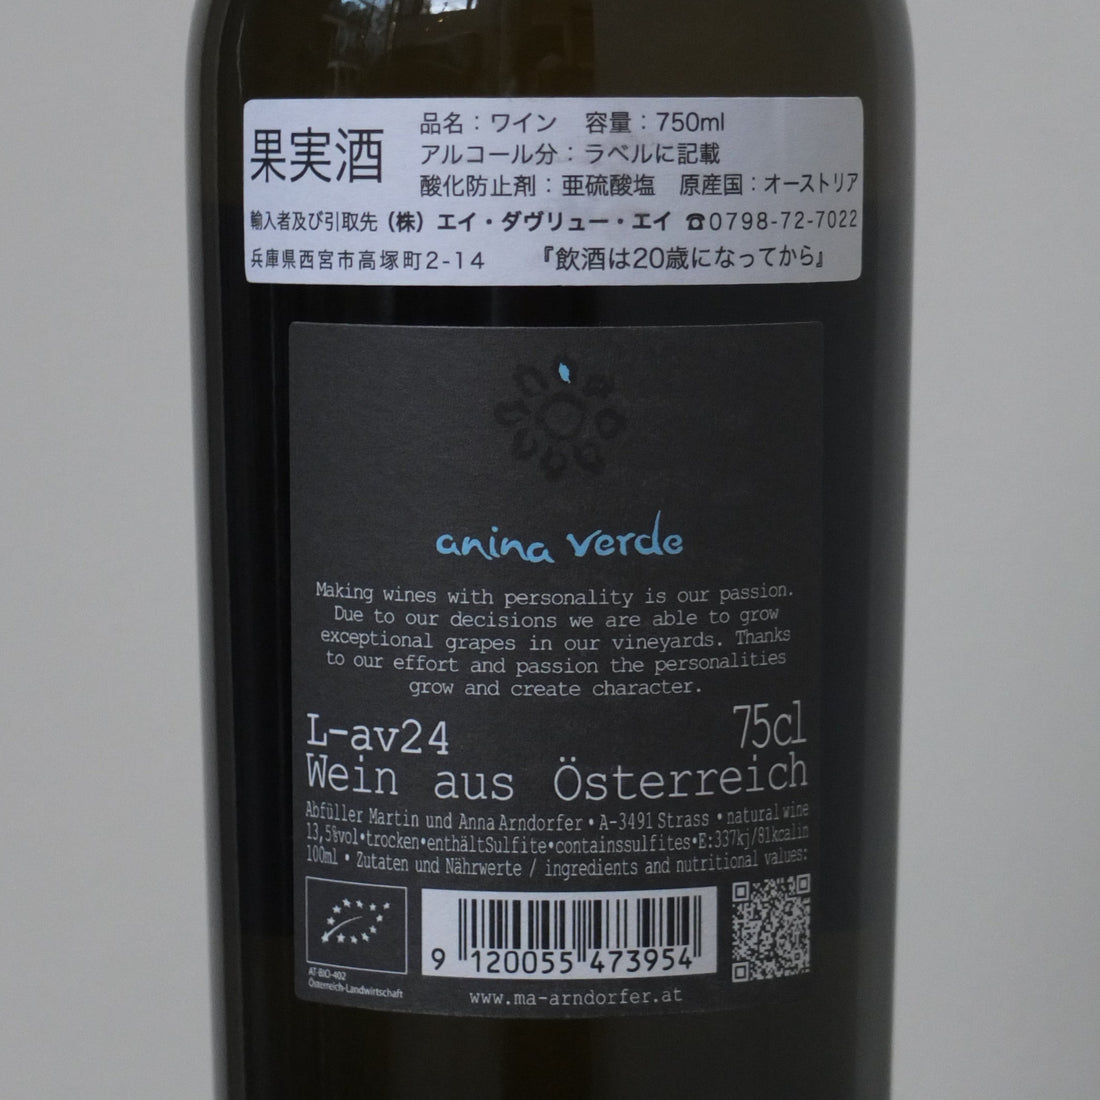 果実酒
品名：ワイン 容量：750ml
アルコール分：ラベルに記載
酸化防止剤：亜硫酸塩 原産国：オーストリア
輸入者及び引取先（株）エイ・ダヴリュー・エイ ☎0798-72-7022
兵庫県西宮市高塚町2-14 『飲酒は20歳になってから』
anina verde
Making wines with personality is our passion.
Due to our decisions we are able to grow
exceptional grapes in our vineyards. Thanks
to our effort and passion the personalities
grow and create character.
L-av24 75cl
Wein aus Österreich
Abfüller Martin und Anna Arndorfer • A-3491 Strass • natural wine
13,5%vol•trocken•enthältSulfite•containssulfites•E:337kj/81kcalin
100ml • Zutaten und Nährwerte / ingredients and nutritional values:
AT-BIO-402
Österreich-Landwirtschaft
9 120055 473954
www.ma-arndorfer.at